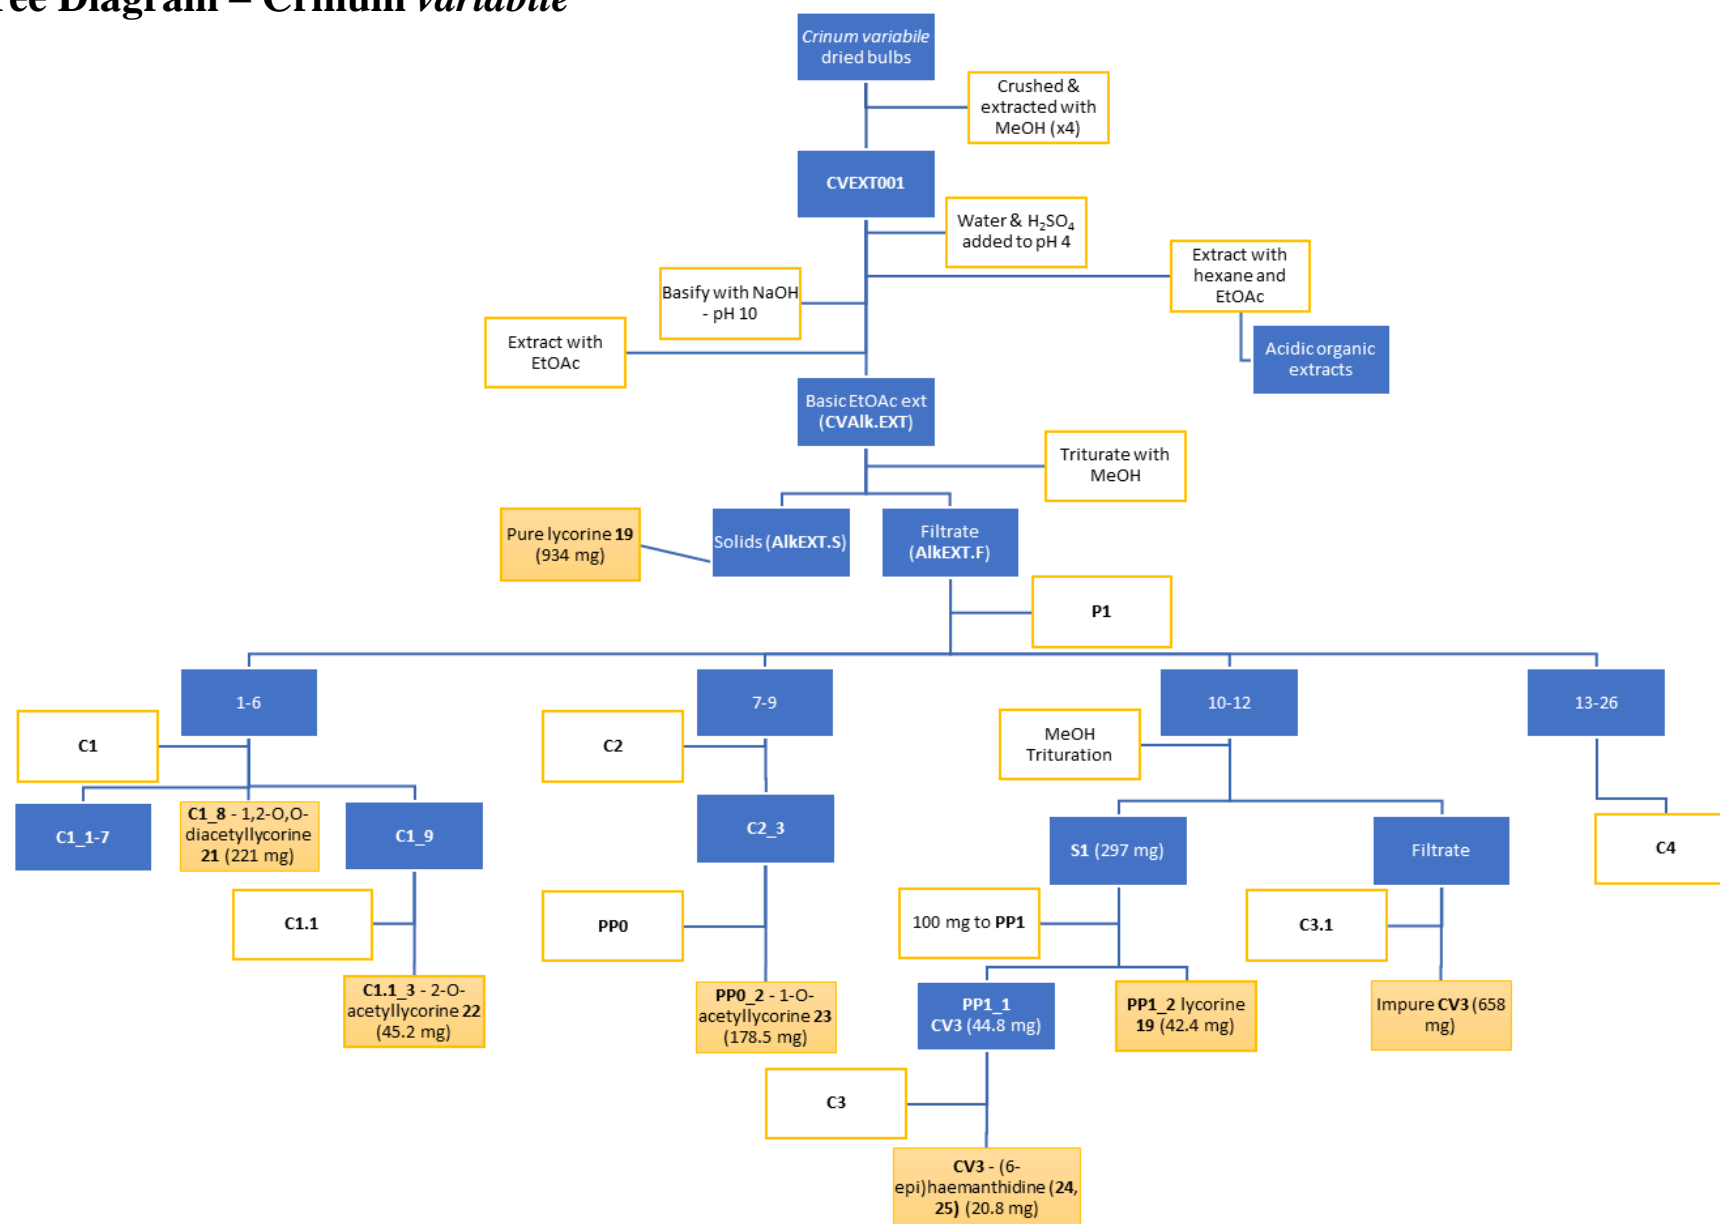 Tree Diagram – Crinum variabile
Crinum variabile
dried bulbs
Crushed &
extracted with
MeOH (x4)
CVEXT001
Water & H₂SO₄
added to pH 4
Extract with
hexane and
EtOAc
Basify with NaOH
- pH 10
Extract with
EtOAc
Acidic organic
extracts
Basic EtOAc ext
(CVAlk.EXT)
Triturate with
MeOH
Pure lycorine 19
(934 mg)
Solids (AlkEXT.S)
Filtrate
(AlkEXT.F)
P1
1-6
7-9
10-12
13-26
C1
C2
MeOH
Trituration
C1_1-7
C1_8 - 1,2-O,O-
diacetyllycorine
21 (221 mg)
C1_9
C2_3
S1 (297 mg)
Filtrate
C4
C1.1
PP0
100 mg to PP1
C3.1
C1.1_3 - 2-O-
acetyllycorine 22
(45.2 mg)
PP0_2 - 1-O-
acetyllycorine 23
(178.5 mg)
PP1_1
CV3 (44.8 mg)
PP1_2 lycorine
19 (42.4 mg)
Impure CV3 (658
mg)
C3
CV3 - (6-
epi)haemanthidine (24,
25) (20.8 mg)